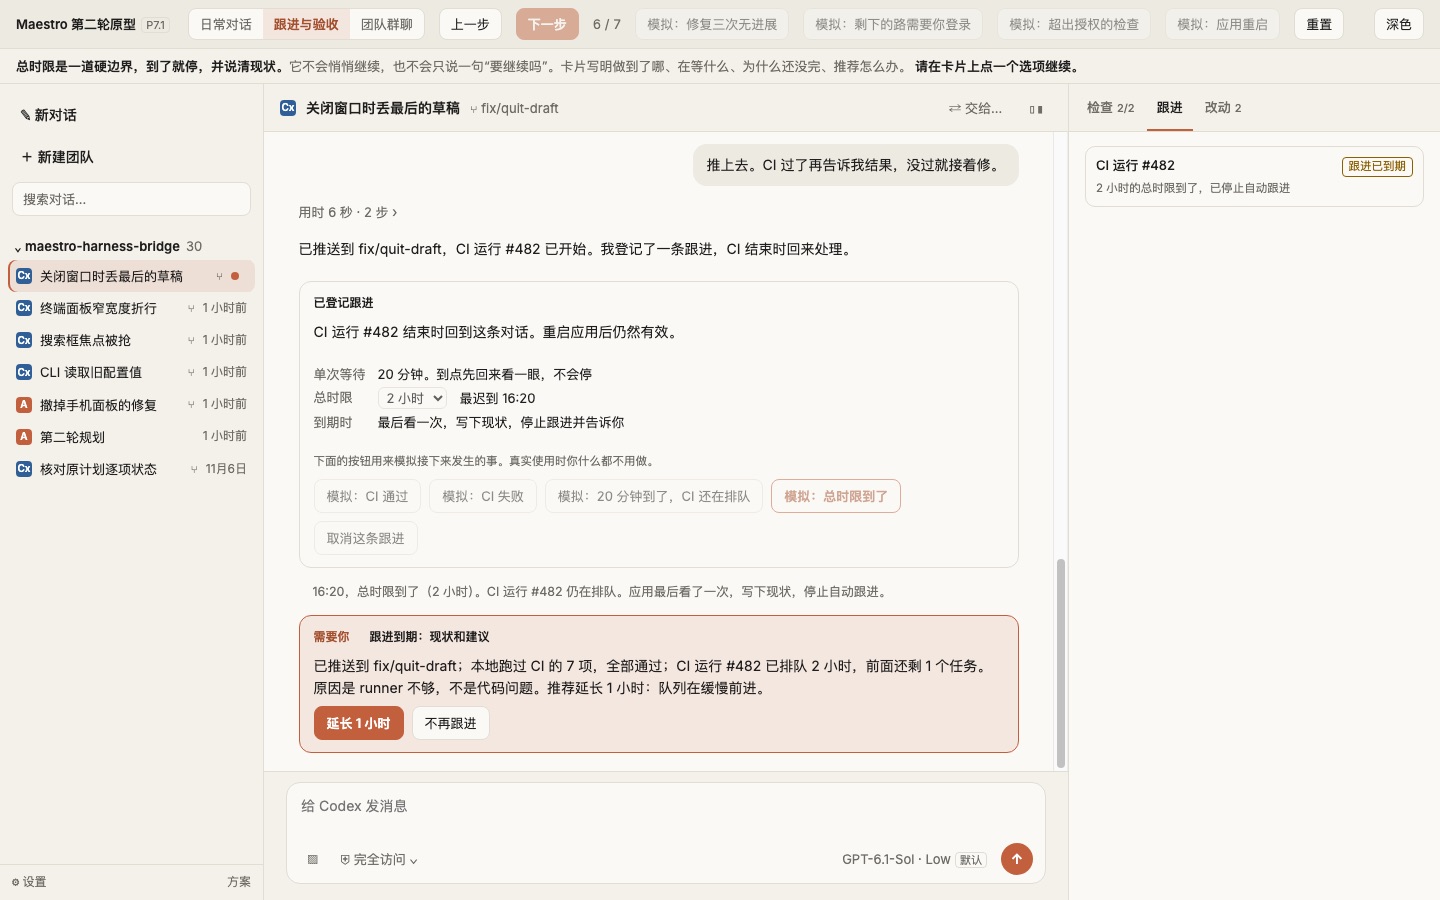 Maestro 第二轮原型 P7.1 日常对话 跟进与验收 团队群聊 上一步 下一步 6 / 7 模拟：修复三次无进展 模拟：剩下的路需要你登录 模拟：超出授权的检查 模拟：应用重启 重置 深色
总时限是一道硬边界，到了就停，并说清现状。它不会悄悄继续，也不会只说一句“要继续吗”。卡片写明做到了哪、在等什么、为什么还没完、推荐怎么办。 请在卡片上点一个选项继续。
✎ 新对话
+ 新建团队
搜索对话...
maestro-harness-bridge 30
Cx 关闭窗口时丢最后的草稿
Cx 终端面板窄宽度折行 1 小时前
Cx 搜索框焦点被抢 1 小时前
Cx CLI 读取旧配置值 1 小时前
A 撤掉手机面板的修复 1 小时前
A 第二轮规划 1 小时前
Cx 核对原计划逐项状态 11月6日
设置 方案
Cx 关闭窗口时丢最后的草稿 fix/quit-draft ⇄ 交给...
推上去。CI 过了再告诉我结果，没过就接着修。
用时 6 秒 · 2 步 ›
已推送到 fix/quit-draft，CI 运行 #482 已开始。我登记了一条跟进，CI 结束时回来处理。
已登记跟进
CI 运行 #482 结束时回到这条对话。重启应用后仍然有效。
单次等待 20 分钟。到点先回来看一眼，不会停
总时限 2 小时 最迟到 16:20
到期时 最后看一次，写下现状，停止跟进并告诉你
下面的按钮用来模拟接下来发生的事。真实使用时你什么都不用做。
模拟：CI 通过 模拟：CI 失败 模拟：20 分钟到了，CI 还在排队 模拟：总时限到了
取消这条跟进
16:20，总时限到了（2 小时）。CI 运行 #482 仍在排队。应用最后看了一次，写下现状，停止自动跟进。
需要你 跟进到期：现状和建议
已推送到 fix/quit-draft；本地跑过 CI 的 7 项，全部通过；CI 运行 #482 已排队 2 小时，前面还剩 1 个任务。
原因是 runner 不够，不是代码问题。推荐延长 1 小时：队列在缓慢前进。
延长 1 小时 不再跟进
给 Codex 发消息
完全访问 GPT-6.1-Sol · Low 默认
检查 2/2 跟进 改动 2
CI 运行 #482 跟进已到期
2 小时的总时限到了，已停止自动跟进